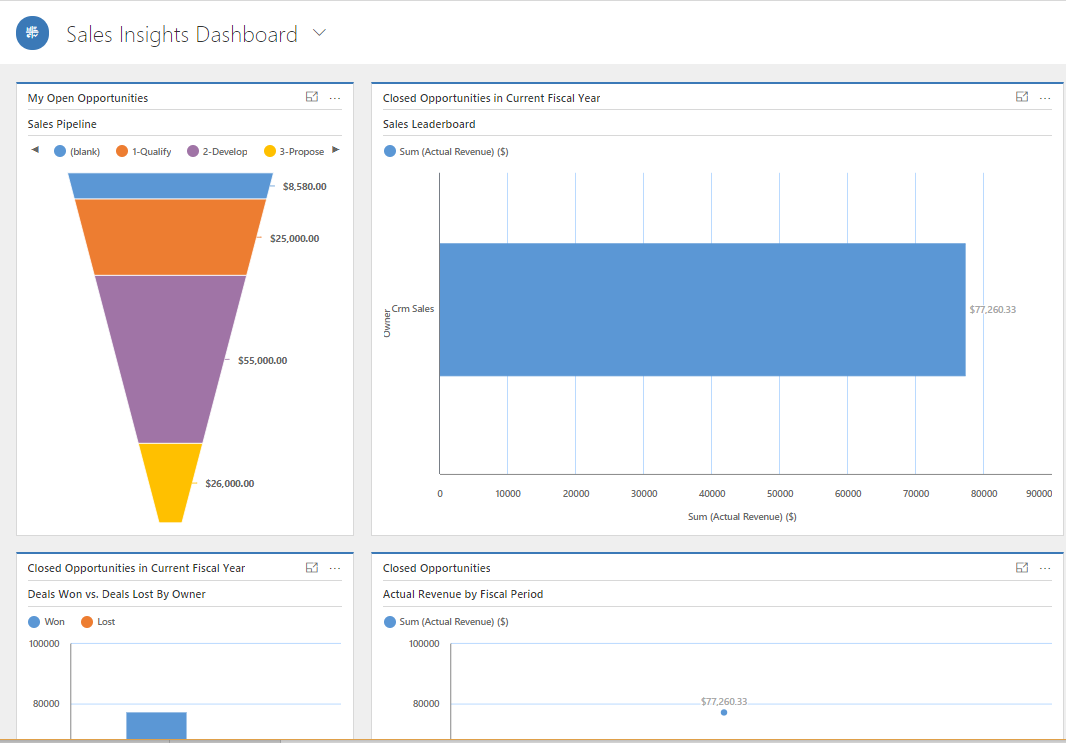 Sales Insights Dashboard
My Open Opportunities
...
Sales Pipeline
(blank) 1-Qualify 2-Develop 3-Propose
$8,580.00
$25,000.00
$55,000.00
$26,000.00
Closed Opportunities in Current Fiscal Year
...
Sales Leaderboard
Sum (Actual Revenue) ($)
Owner
Crm Sales
$77,260.33
0 10000 20000 30000 40000 50000 60000 70000 80000 90000
Sum (Actual Revenue) ($)
Closed Opportunities in Current Fiscal Year
...
Deals Won vs. Deals Lost By Owner
Won Lost
100000
80000
Closed Opportunities
...
Actual Revenue by Fiscal Period
Sum (Actual Revenue) ($)
100000
$77,260.33
80000